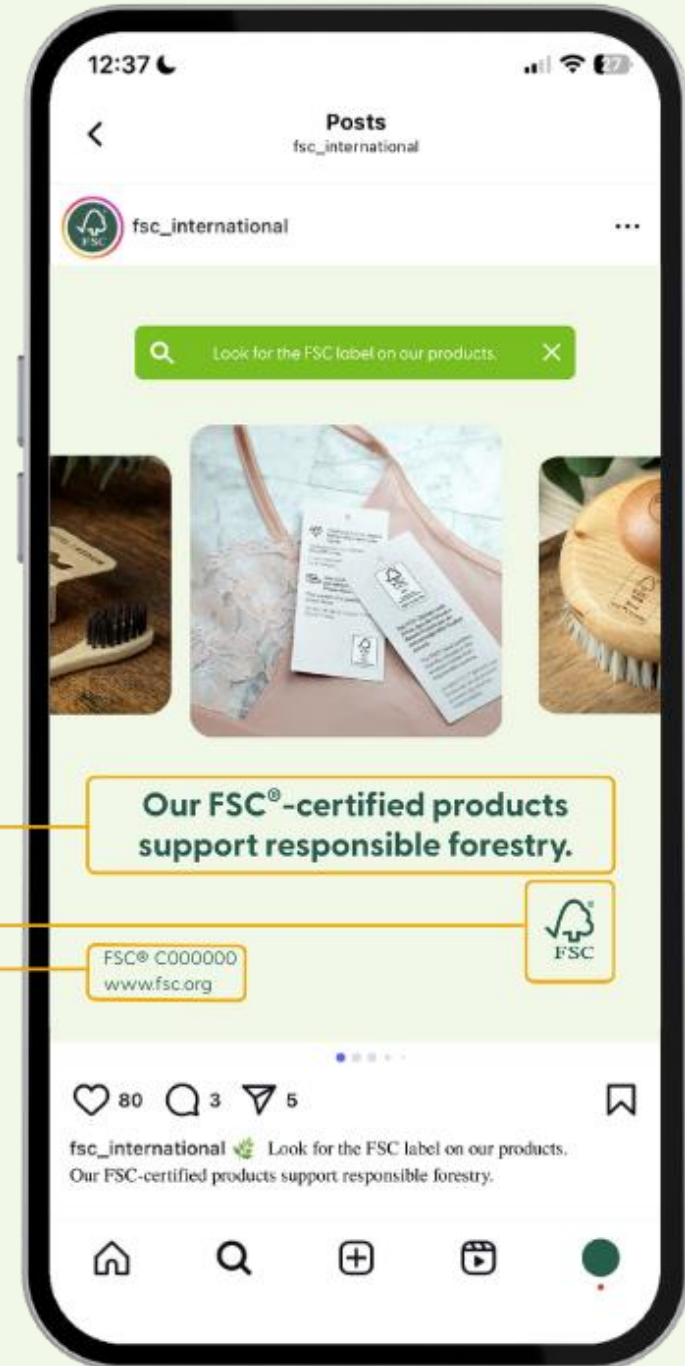 12:37
27
Posts
fsc_international
FSC
fsc_international
Look for the FSC label on our products.
Our FSC®-certified products
support responsible forestry.
FSC
FSC® C000000
www.fsc.org
80 3 5
fsc_international 🌿 Look for the FSC label on our products.
Our FSC-certified products support responsible forestry.